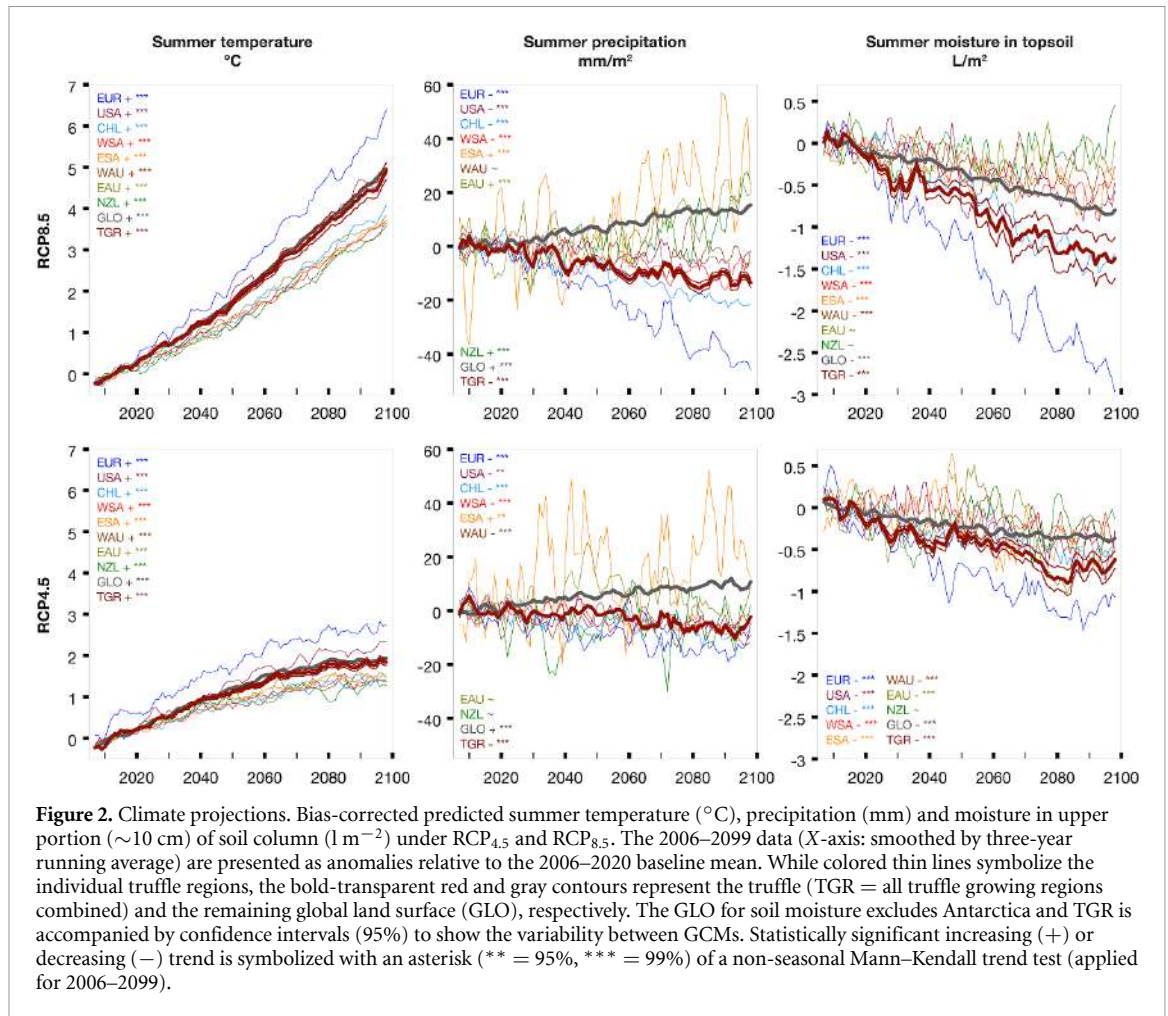 Summer temperature
°C
Summer precipitation
mm/m²
Summer moisture in topsoil
L/m²
RCP8.5
7
6
5
4
3
2
1
0
EUR + ***
USA + ***
CHL + ***
WSA + ***
ESA + ***
WAU + ***
EAU + ***
NZL + ***
GLO + ***
TGR + ***
2020 2040 2060 2080 2100
60
40
20
0
-20
-40
EUR - ***
USA - ***
CHL - ***
WSA - ***
ESA + ***
WAU ~
EAU + ***
NZL + ***
GLO + ***
TGR - ***
2020 2040 2060 2080 2100
0.5
0
-0.5
-1
-1.5
-2
-2.5
-3
EUR - ***
USA - ***
CHL - ***
WSA - ***
ESA - ***
WAU - ***
EAU ~
NZL ~
GLO - ***
TGR - ***
2020 2040 2060 2080 2100
RCP4.5
7
6
5
4
3
2
1
0
EUR + ***
USA + ***
CHL + ***
WSA + ***
ESA + ***
WAU + ***
EAU + ***
NZL + ***
GLO + ***
TGR + ***
2020 2040 2060 2080 2100
60
40
20
0
-20
-40
EUR - ***
USA - **
CHL - ***
WSA - ***
ESA + **
WAU - ***
EAU ~
NZL ~
GLO + ***
TGR - ***
2020 2040 2060 2080 2100
0.5
0
-0.5
-1
-1.5
-2
-2.5
-3
EUR - *** WAU - ***
USA - *** EAU - ***
CHL - *** NZL ~
WSA - *** GLO - ***
ESA - *** TGR - ***
2020 2040 2060 2080 2100
Figure 2. Climate projections. Bias-corrected predicted summer temperature (°C), precipitation (mm) and moisture in upper
portion (∼10 cm) of soil column (l m⁻²) under RCP₄.₅ and RCP₈.₅. The 2006–2099 data (X-axis: smoothed by three-year
running average) are presented as anomalies relative to the 2006–2020 baseline mean. While colored thin lines symbolize the
individual truffle regions, the bold-transparent red and gray contours represent the truffle (TGR = all truffle growing regions
combined) and the remaining global land surface (GLO), respectively. The GLO for soil moisture excludes Antarctica and TGR is
accompanied by confidence intervals (95%) to show the variability between GCMs. Statistically significant increasing (+) or
decreasing (−) trend is symbolized with an asterisk (** = 95%, *** = 99%) of a non-seasonal Mann–Kendall trend test (applied
for 2006–2099).